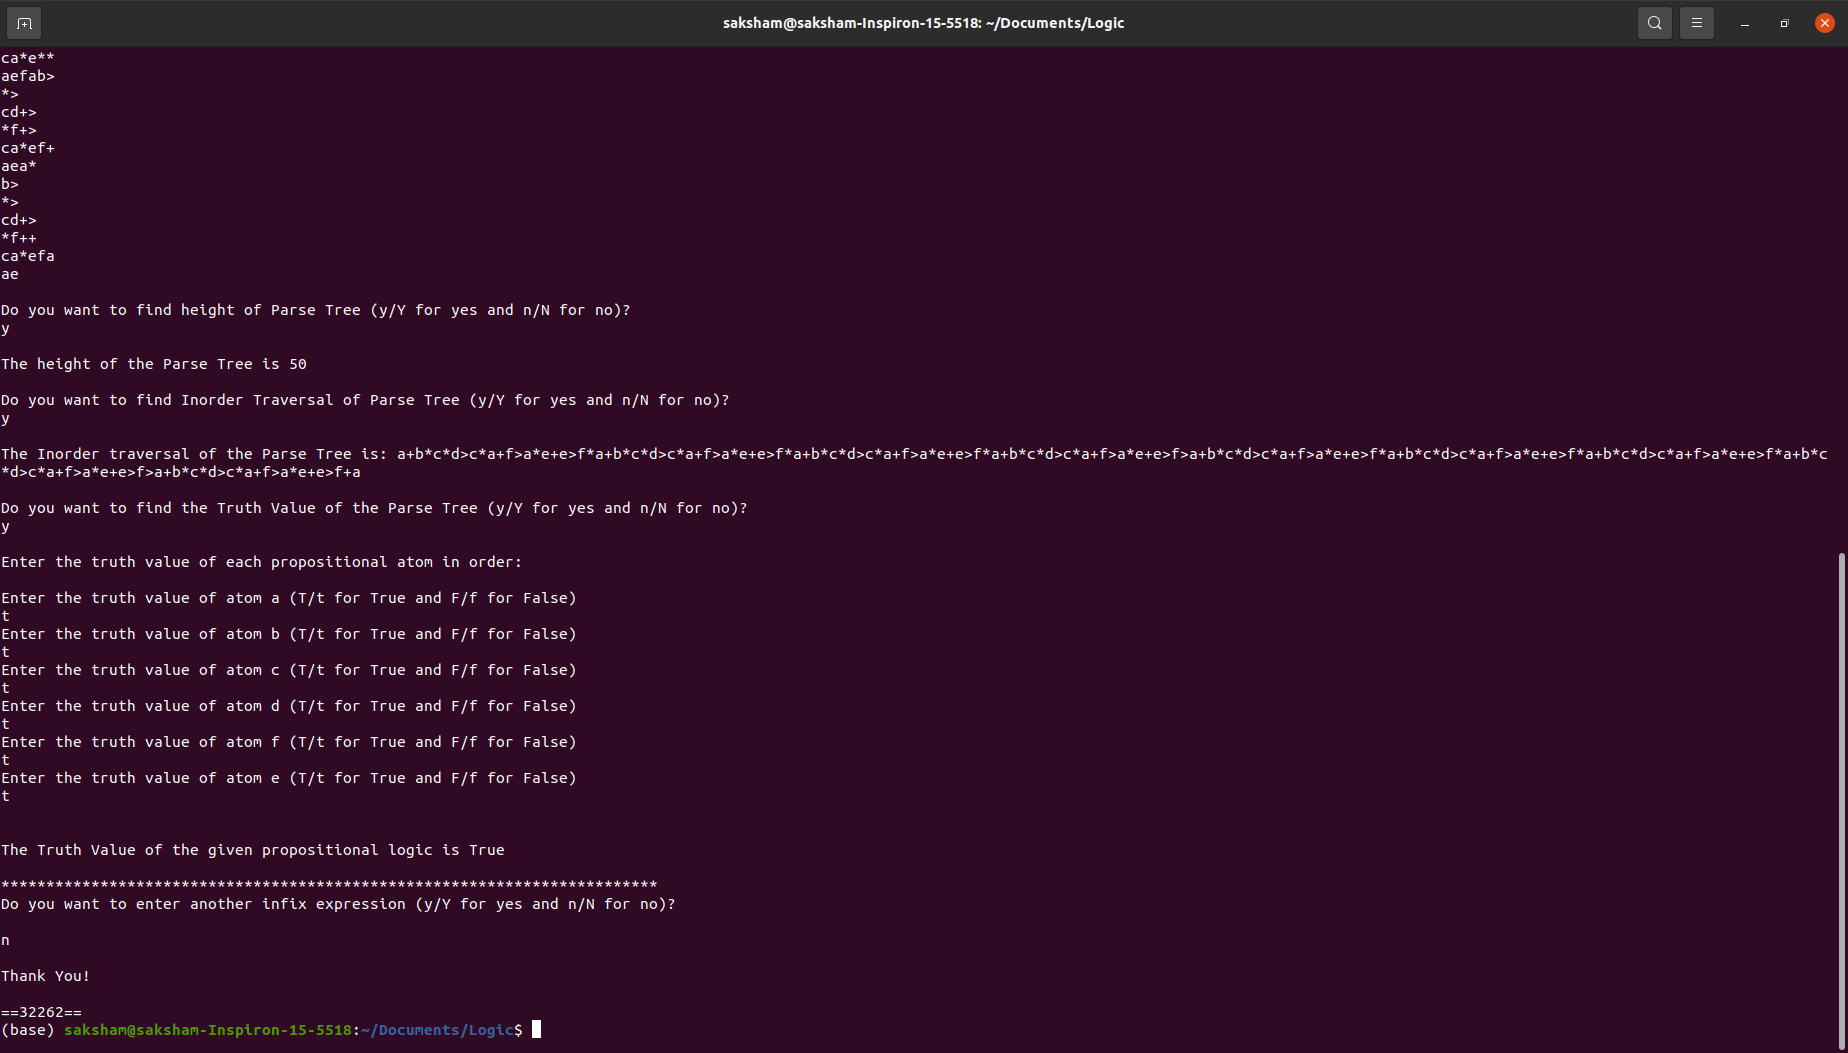 saksham@saksham-Inspiron-15-5518: ~/Documents/Logic
ca*e**
aefab>
*>
cd+>
*f+>
ca*ef+
aea*
b>
*>
cd+>
*f++
ca*efa
ae
Do you want to find height of Parse Tree (y/Y for yes and n/N for no)?
y
The height of the Parse Tree is 50
Do you want to find Inorder Traversal of Parse Tree (y/Y for yes and n/N for no)?
y
The Inorder traversal of the Parse Tree is: a+b*c*d>c*a+f>a*e+e>f*a+b*c*d>c*a+f>a*e+e>f*a+b*c*d>c*a+f>a*e+e>f*a+b*c*d>c*a+f>a*e+e>f>a+b*c*d>c*a+f>a*e+e>f*a+b*c*d>c*a+f>a*e+e>f*a+b*c*d>c*a+f>a*e+e>f*a+b*c
*d>c*a+f>a*e+e>f>a+b*c*d>c*a+f>a*e+e>f+a
Do you want to find the Truth Value of the Parse Tree (y/Y for yes and n/N for no)?
y
Enter the truth value of each propositional atom in order:
Enter the truth value of atom a (T/t for True and F/f for False)
t
Enter the truth value of atom b (T/t for True and F/f for False)
t
Enter the truth value of atom c (T/t for True and F/f for False)
t
Enter the truth value of atom d (T/t for True and F/f for False)
t
Enter the truth value of atom f (T/t for True and F/f for False)
t
Enter the truth value of atom e (T/t for True and F/f for False)
t
The Truth Value of the given propositional logic is True
*************************************************************************
Do you want to enter another infix expression (y/Y for yes and n/N for no)?
n
Thank You!
==32262==
(base) saksham@saksham-Inspiron-15-5518:~/Documents/Logic$